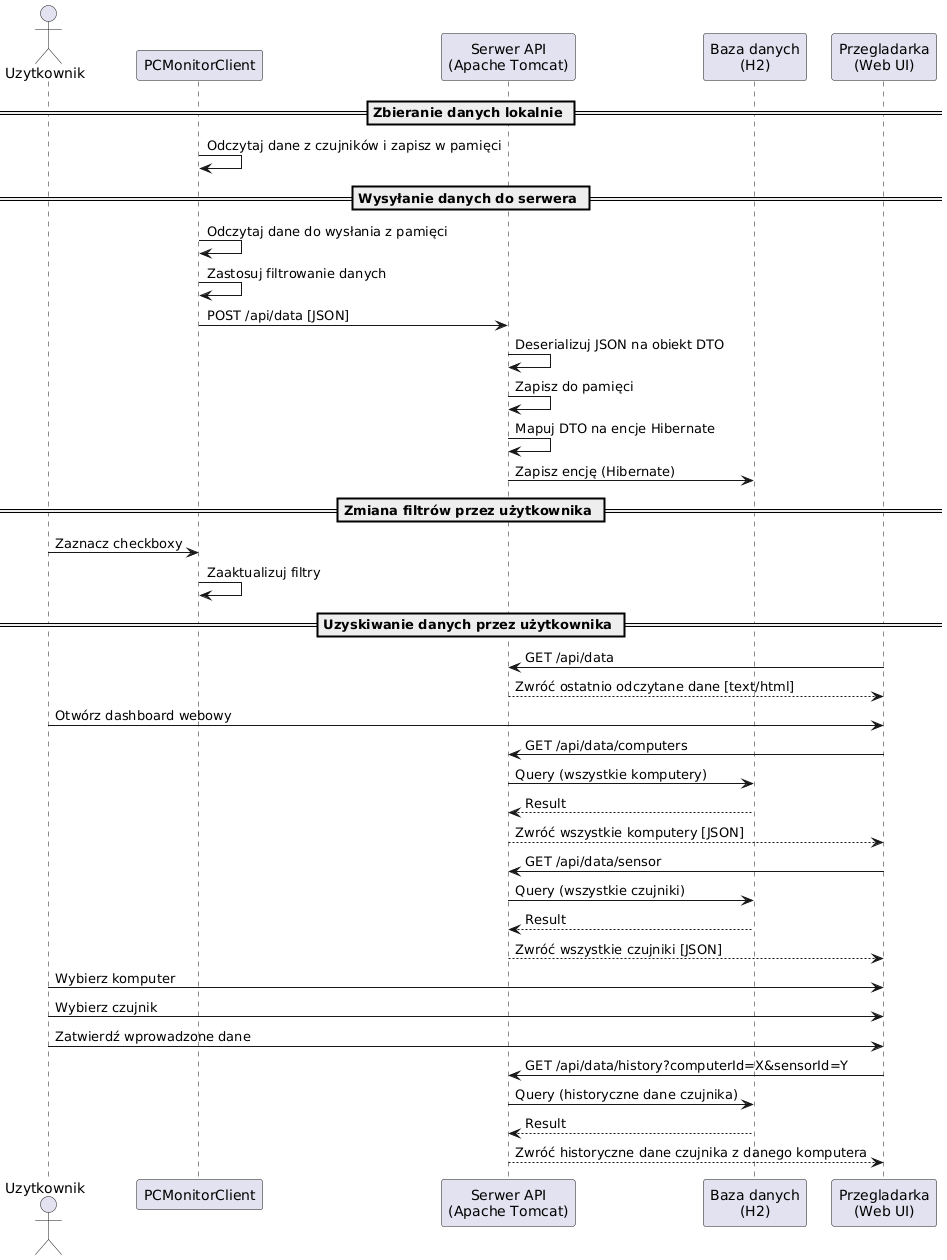 Uzytkownik
PCMonitorClient
Serwer API
(Apache Tomcat)
Baza danych
(H2)
Przegladarka
(Web UI)
Zbieranie danych lokalnie
Odczytaj dane z czujników i zapisz w pamięci
Wysyłanie danych do serwera
Odczytaj dane do wysłania z pamięci
Zastosuj filtrowanie danych
POST /api/data [JSON]
Deserializuj JSON na obiekt DTO
Zapisz do pamięci
Mapuj DTO na encje Hibernate
Zapisz encję (Hibernate)
Zmiana filtrów przez użytkownika
Zaznacz checkboxy
Zaaktualizuj filtry
Uzyskiwanie danych przez użytkownika
GET /api/data
Zwróć ostatnio odczytane dane [text/html]
Otwórz dashboard webowy
GET /api/data/computers
Query (wszystkie komputery)
Result
Zwróć wszystkie komputery [JSON]
GET /api/data/sensor
Query (wszystkie czujniki)
Result
Zwróć wszystkie czujniki [JSON]
Wybierz komputer
Wybierz czujnik
Zatwierdź wprowadzone dane
GET /api/data/history?computerId=X&sensorId=Y
Query (historyczne dane czujnika)
Result
Zwróć historyczne dane czujnika z danego komputera
Uzytkownik
PCMonitorClient
Serwer API
(Apache Tomcat)
Baza danych
(H2)
Przegladarka
(Web UI)